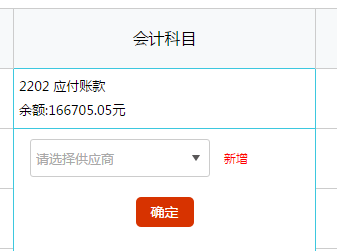 会计科目
2202 应付账款
余额:166705.05元
请选择供应商
新增
确定